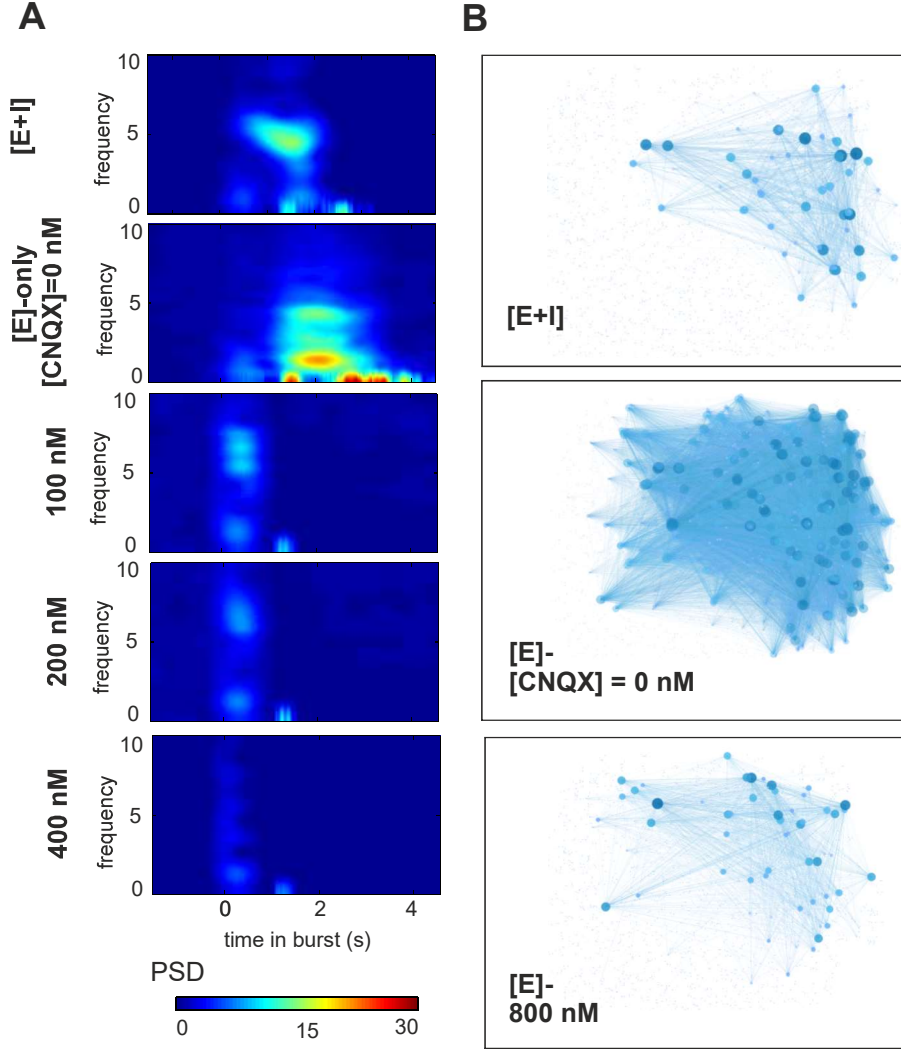 A
B
[E+I]
frequency
10
5
0
[E]-only
[CNQX]=0 nM
frequency
10
5
0
100 nM
frequency
10
5
0
200 nM
frequency
10
5
0
400 nM
frequency
10
5
0
0
2
4
time in burst (s)
PSD
0
15
30
[E+I]
[E]-
[CNQX] = 0 nM
[E]-
800 nM